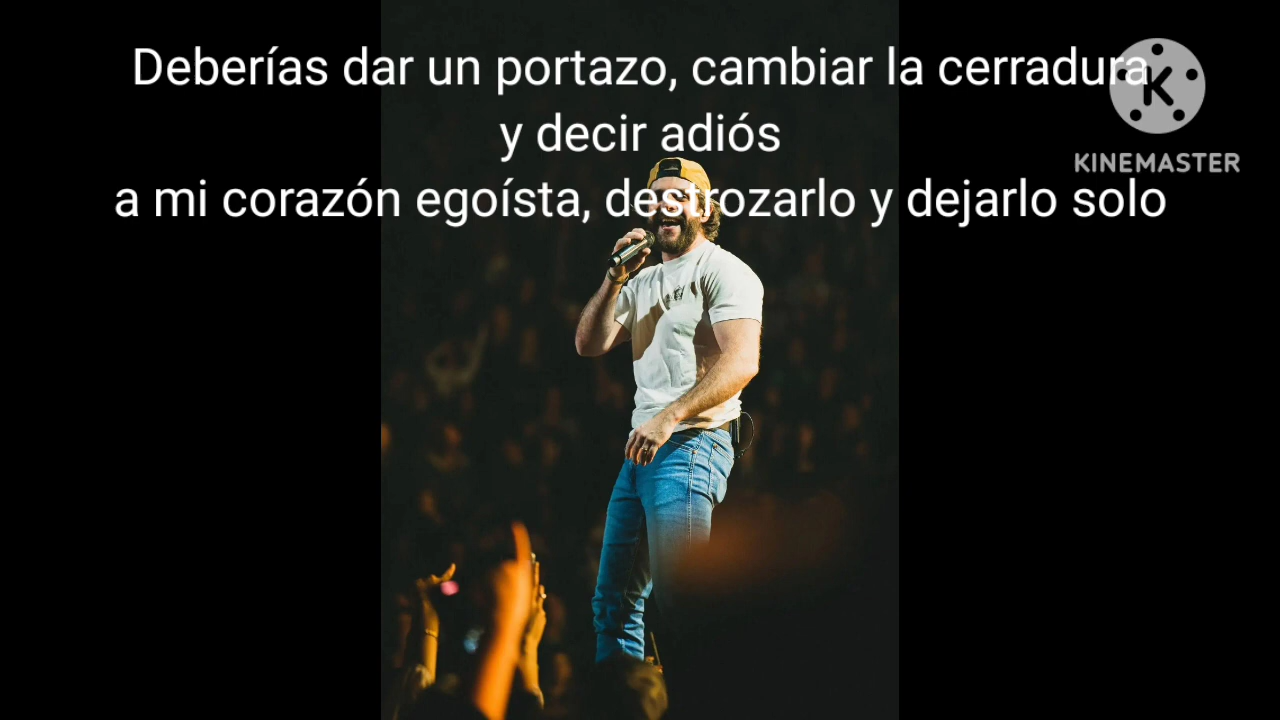 Deberías dar un portazo, cambiar la cerradura
y decir adiós
a mi corazón egoísta, destrozarlo y dejarlo solo
KINEMASTER